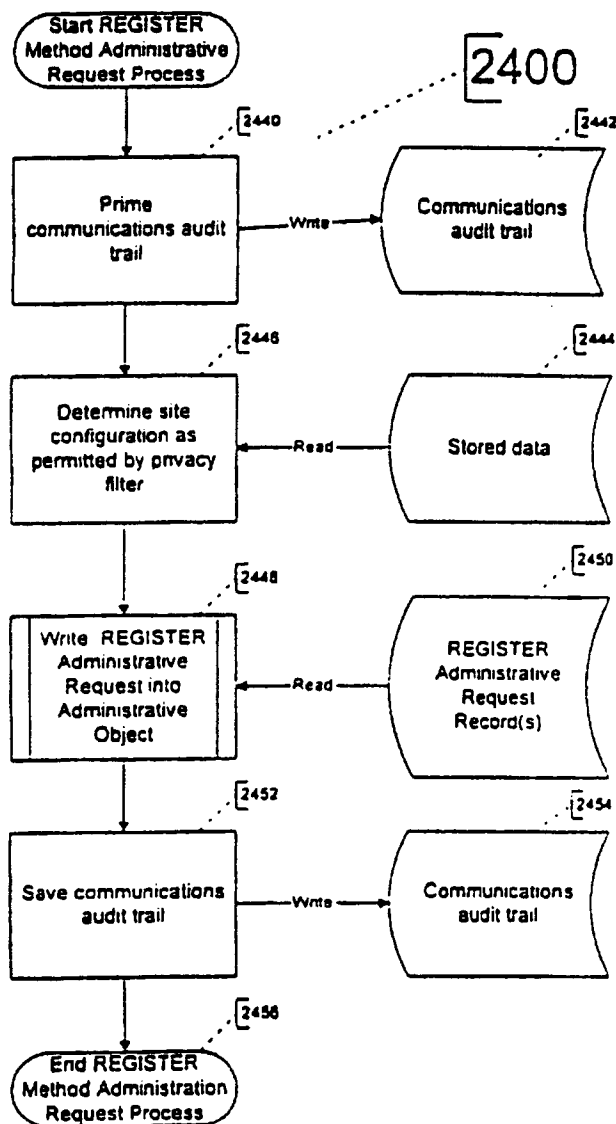 Start REGISTER
Method Administrative
Request Process
2400
2440
2442
Prime
communications audit
trail
Write
Communications
audit trail
2446
2444
Determine site
configuration as
permitted by privacy
filter
Read
Stored data
2448
2450
Write REGISTER
Administrative
Request into
Administrative
Object
Read
REGISTER
Administrative
Request
Record(s)
2452
2454
Save communications
audit trail
Write
Communications
audit trail
2456
End REGISTER
Method Administration
Request Process